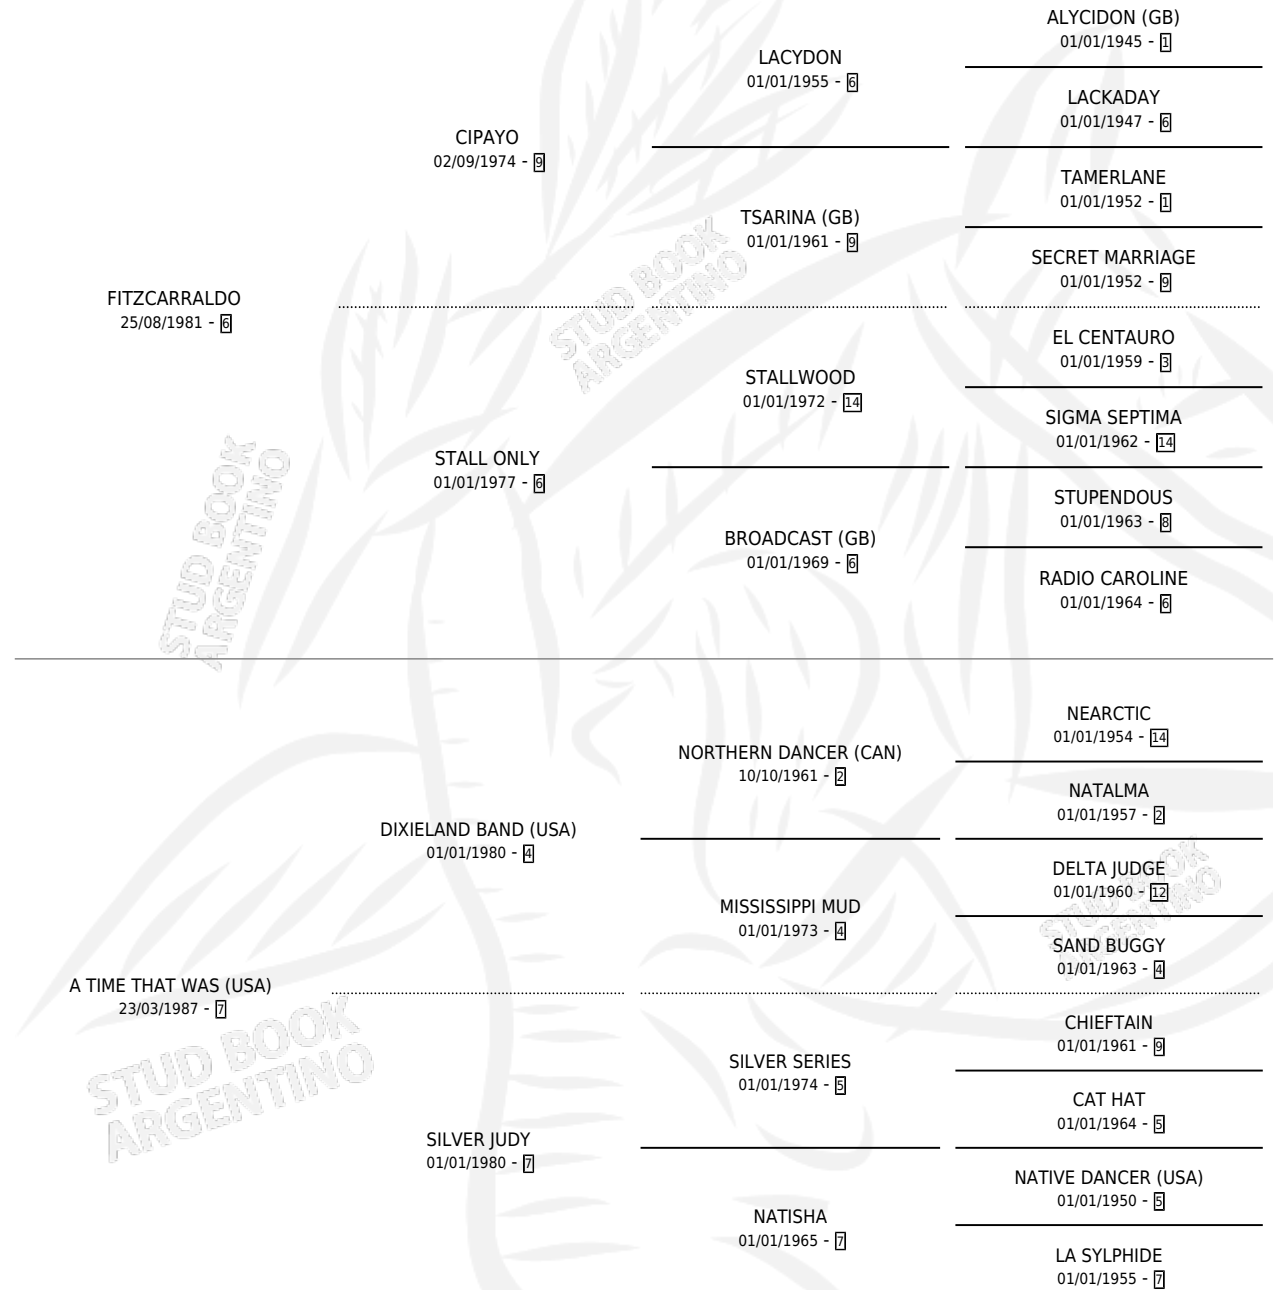 ALYCIDON (GB)
01/01/1945 - 1
LACYDON
01/01/1955 - 6
LACKADAY
01/01/1947 - 6
CIPAYO
02/09/1974 - 9
TAMERLANE
01/01/1952 - 1
TSARINA (GB)
01/01/1961 - 9
SECRET MARRIAGE
01/01/1952 - 9
FITZCARRALDO
25/08/1981 - 6
STUD BOOK
ARGENTINO
EL CENTAURO
01/01/1959 - 3
STALLWOOD
01/01/1972 - 14
SIGMA SEPTIMA
01/01/1962 - 14
STALL ONLY
01/01/1977 - 6
STUPENDOUS
01/01/1963 - 8
BROADCAST (GB)
01/01/1969 - 6
RADIO CAROLINE
01/01/1964 - 6
STUD BOOK
ARGENTINO
NEARCTIC
01/01/1954 - 14
NORTHERN DANCER (CAN)
10/10/1961 - 2
NATALMA
01/01/1957 - 2
DIXIELAND BAND (USA)
01/01/1980 - 4
DELTA JUDGE
01/01/1960 - 12
MISSISSIPPI MUD
01/01/1973 - 4
STUD BOOK
ARGENTINO
SAND BUGGY
01/01/1963 - 4
A TIME THAT WAS (USA)
23/03/1987 - 7
STUD BOOK
ARGENTINO
CHIEFTAIN
01/01/1961 - 9
SILVER SERIES
01/01/1974 - 5
CAT HAT
01/01/1964 - 5
SILVER JUDY
01/01/1980 - 7
NATIVE DANCER (USA)
01/01/1950 - 5
NATISHA
01/01/1965 - 7
LA SYLPHIDE
01/01/1955 - 7